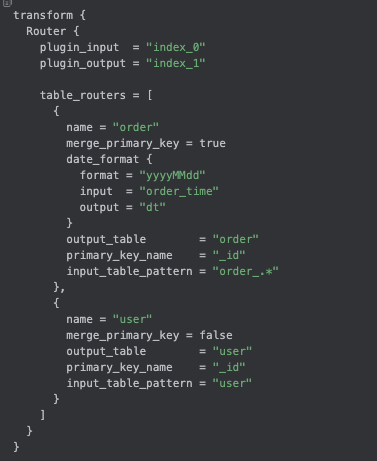 transform {
  Router {
    plugin_input  = "index_0"
    plugin_output = "index_1"

    table_routers = [
      {
        name = "order"
        merge_primary_key = true
        date_format {
          format = "yyyyMMdd"
          input  = "order_time"
          output = "dt"
        }
        output_table        = "order"
        primary_key_name    = "_id"
        input_table_pattern = "order_.*"
      },
      {
        name = "user"
        merge_primary_key = false
        output_table        = "user"
        primary_key_name    = "_id"
        input_table_pattern = "user"
      }
    ]
  }
}